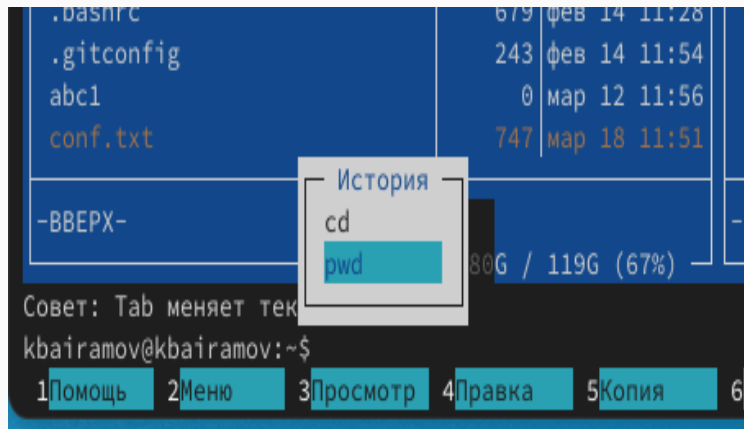 .bashrc 679 фев 14 11:28
.gitconfig 243 фев 14 11:54
abc1 0 мар 12 11:56
conf.txt 747 мар 18 11:51
История
-ВВЕРХ- cd
pwd 80G / 119G (67%)
Совет: Tab меняет тек
kbairamov@kbairamov:~$
1Помощь 2Меню 3Просмотр 4Правка 5Копия 6